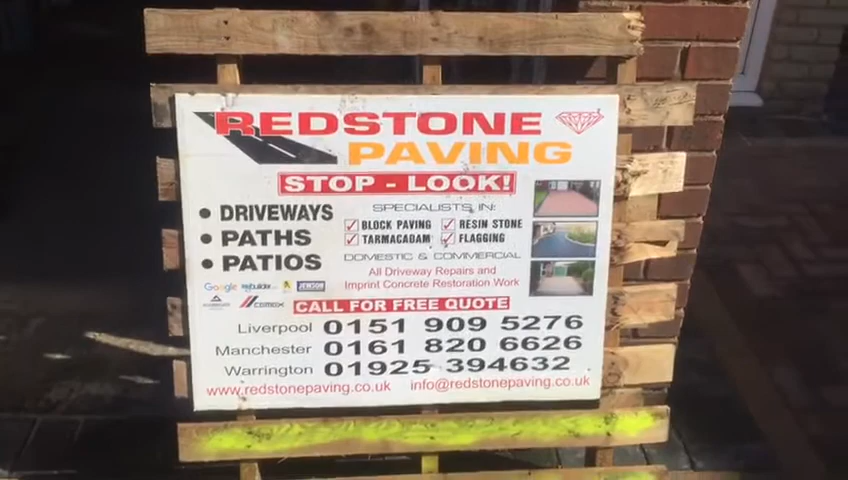 REDSTONE
PAVING
STOP - LOOK!
• DRIVEWAYS
• PATHS
• PATIOS
SPECIALISTS IN:
BLOCK PAVING RESIN STONE
TARMACADAM FLAGGING
DOMESTIC & COMMERCIAL
All Driveway Repairs and
Imprint Concrete Restoration Work
Google
CEMEX
CALL FOR FREE QUOTE
Liverpool 0151 909 5276
Manchester 0161 820 6626
Warrington 01925 394632
www.redstonepaving.co.uk info@redstonepaving.co.uk